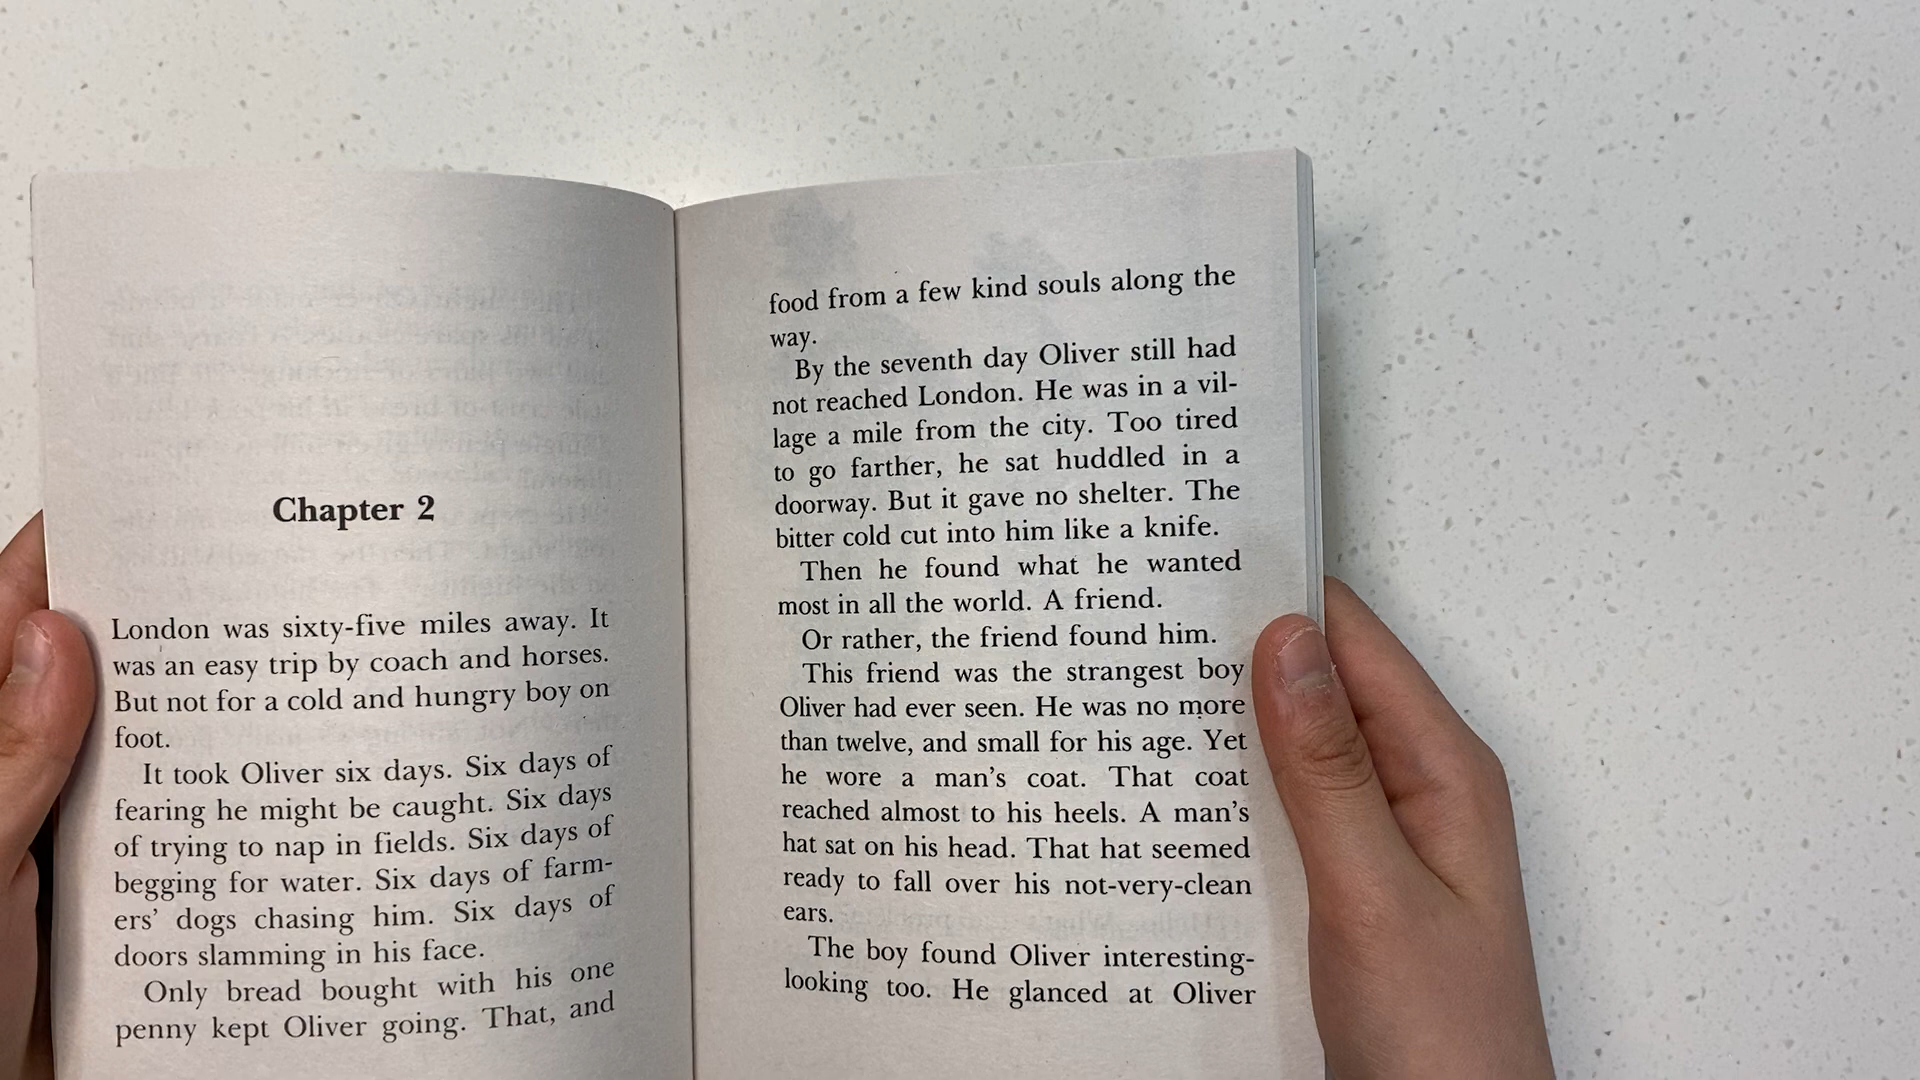 Chapter 2
London was sixty-five miles away. It
was an easy trip by coach and horses.
But not for a cold and hungry boy on
foot.
It took Oliver six days. Six days of
fearing he might be caught. Six days
of trying to nap in fields. Six days of
begging for water. Six days of farm-
ers' dogs chasing him. Six days of
doors slamming in his face.
Only bread bought with his one
penny kept Oliver going. That, and
food from a few kind souls along the
way.
By the seventh day Oliver still had
not reached London. He was in a vil-
lage a mile from the city. Too tired
to go farther, he sat huddled in a
doorway. But it gave no shelter. The
bitter cold cut into him like a knife.
Then he found what he wanted
most in all the world. A friend.
Or rather, the friend found him.
This friend was the strangest boy
Oliver had ever seen. He was no more
than twelve, and small for his age. Yet
he wore a man's coat. That coat
reached almost to his heels. A man's
hat sat on his head. That hat seemed
ready to fall over his not-very-clean
ears.
The boy found Oliver interesting-
looking too. He glanced at Oliver